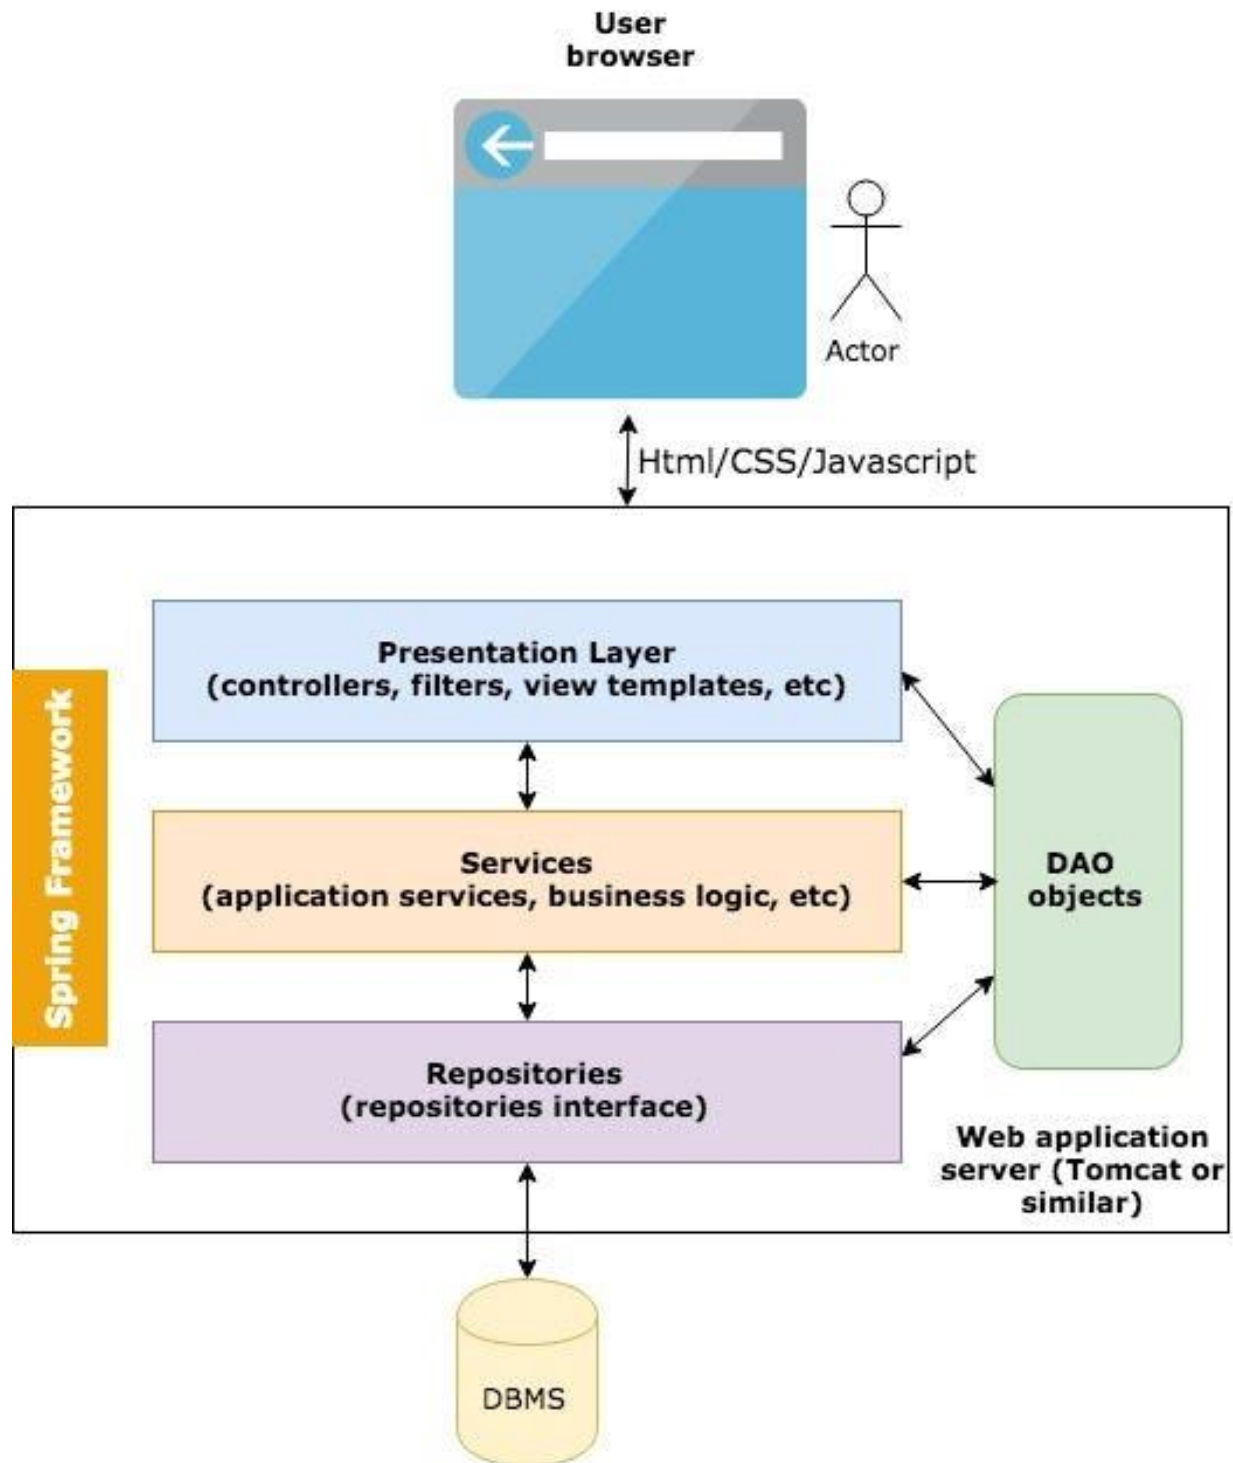 User
browser
Actor
Html/CSS/Javascript
Presentation Layer
(controllers, filters, view templates, etc)
Spring Framework
Services
(application services, business logic, etc)
DAO
objects
Repositories
(repositories interface)
Web application
server (Tomcat or
similar)
DBMS